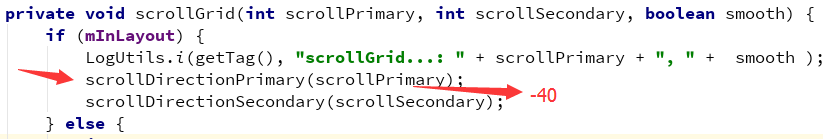 private void scrollGrid(int scrollPrimary, int scrollSecondary, boolean smooth) {
if (mInLayout) {
LogUtils.i(getTag(), "scrollGrid...: " + scrollPrimary + ", " +  smooth );
scrollDirectionPrimary(scrollPrimary);
scrollDirectionSecondary(scrollSecondary);
-40
} else {